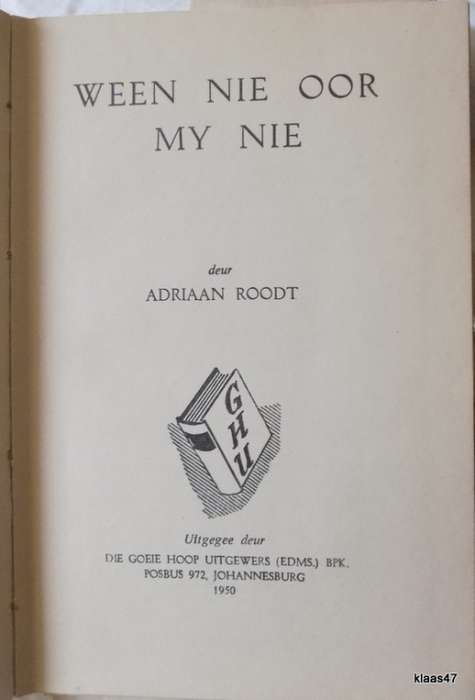 WEEN NIE OOR
MY NIE
deur
ADRIAAN ROODT
GHU
Uitgegee deur
DIE GOEIE HOOP UITGEWERS (EDMS.) BPK.
POSBUS 972, JOHANNESBURG
1950
klaas47